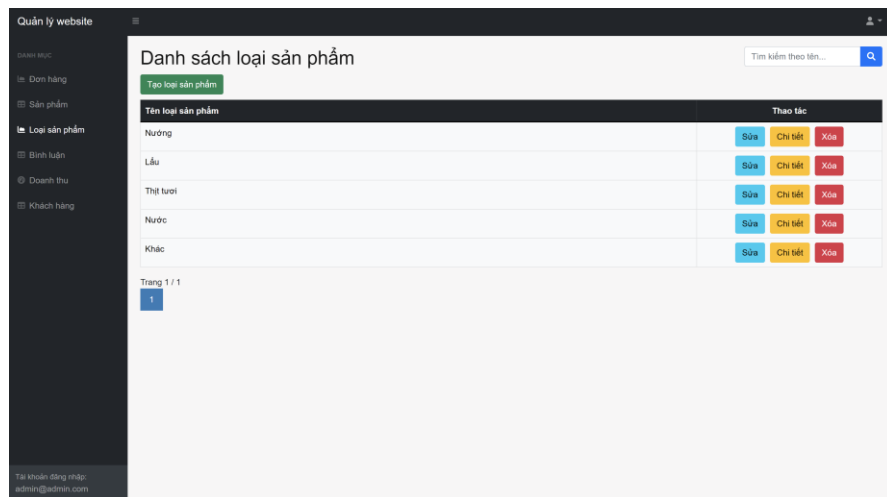 Quản lý website
DANH MỤC
Đơn hàng
Sản phẩm
Loại sản phẩm
Bình luận
Doanh thu
Khách hàng
Tài khoản đăng nhập:
admin@admin.com
Danh sách loại sản phẩm
Tìm kiếm theo tên...
Tạo loại sản phẩm
Tên loại sản phẩm Thao tác
Nướng Sửa Chi tiết Xóa
Lẩu Sửa Chi tiết Xóa
Thịt tươi Sửa Chi tiết Xóa
Nước Sửa Chi tiết Xóa
Khác Sửa Chi tiết Xóa
Trang 1 / 1
1